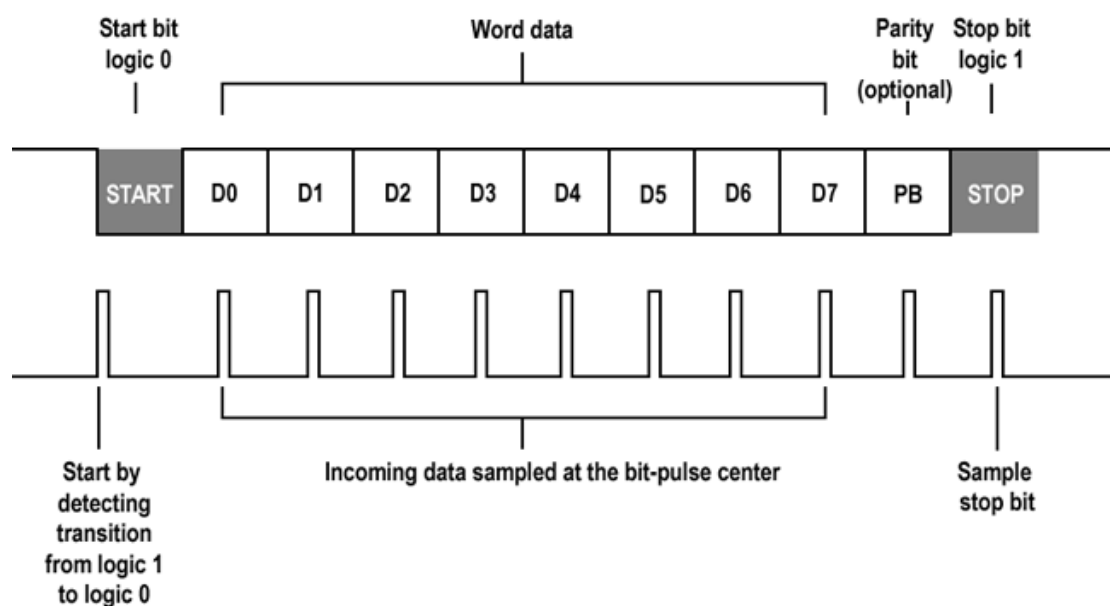 Start bit
logic 0
Word data
Parity
bit
(optional)
Stop bit
logic 1
START D0 D1 D2 D3 D4 D5 D6 D7 PB STOP
Start by
detecting
transition
from logic 1
to logic 0
Incoming data sampled at the bit-pulse center
Sample
stop bit